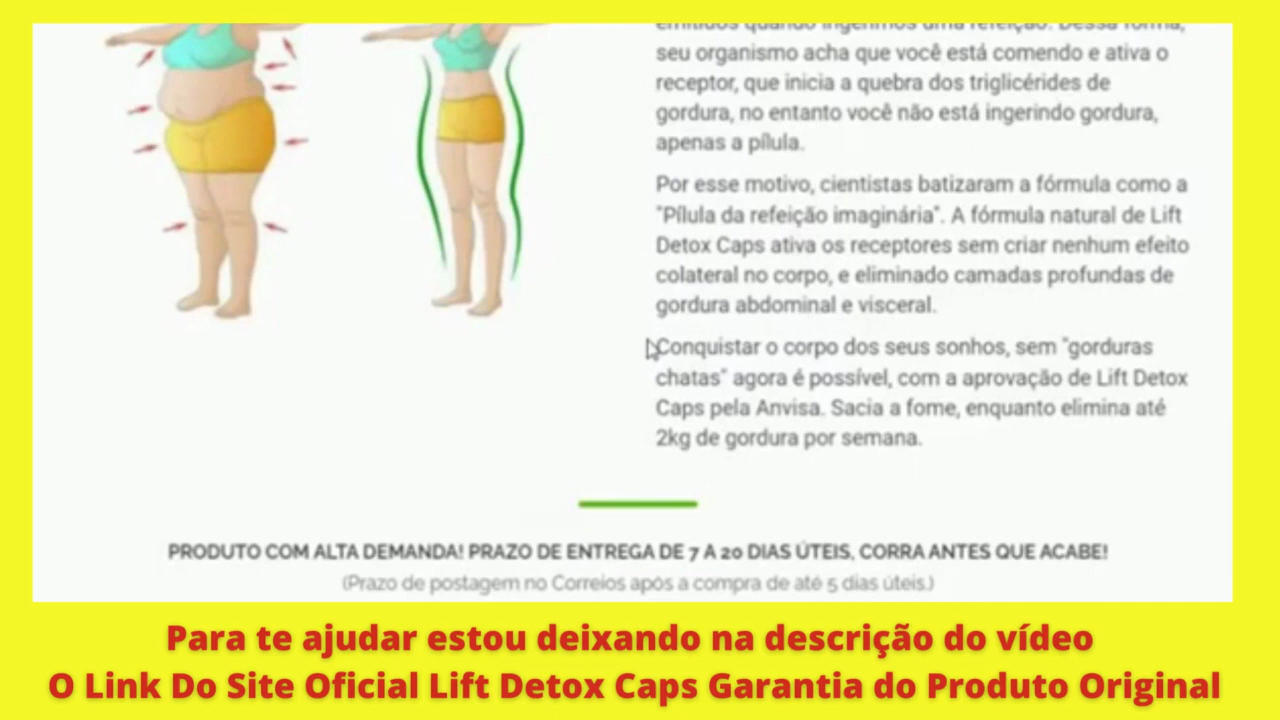 emitidos quando ingerimos uma refeição. Dessa forma,
seu organismo acha que você está comendo e ativa o
receptor, que inicia a quebra dos triglicérides de
gordura, no entanto você não está ingerindo gordura,
apenas a pílula.
Por esse motivo, cientistas batizaram a fórmula como a
"Pílula da refeição imaginária". A fórmula natural de Lift
Detox Caps ativa os receptores sem criar nenhum efeito
colateral no corpo, e eliminado camadas profundas de
gordura abdominal e visceral.
Conquistar o corpo dos seus sonhos, sem "gorduras
chatas" agora é possível, com a aprovação de Lift Detox
Caps pela Anvisa. Sacia a fome, enquanto elimina até
2kg de gordura por semana.
PRODUTO COM ALTA DEMANDA! PRAZO DE ENTREGA DE 7 A 20 DIAS ÚTEIS, CORRA ANTES QUE ACABE!
(Prazo de postagem no Correios após a compra de até 5 dias úteis.)
Para te ajudar estou deixando na descrição do vídeo
O Link Do Site Oficial Lift Detox Caps Garantia do Produto Original